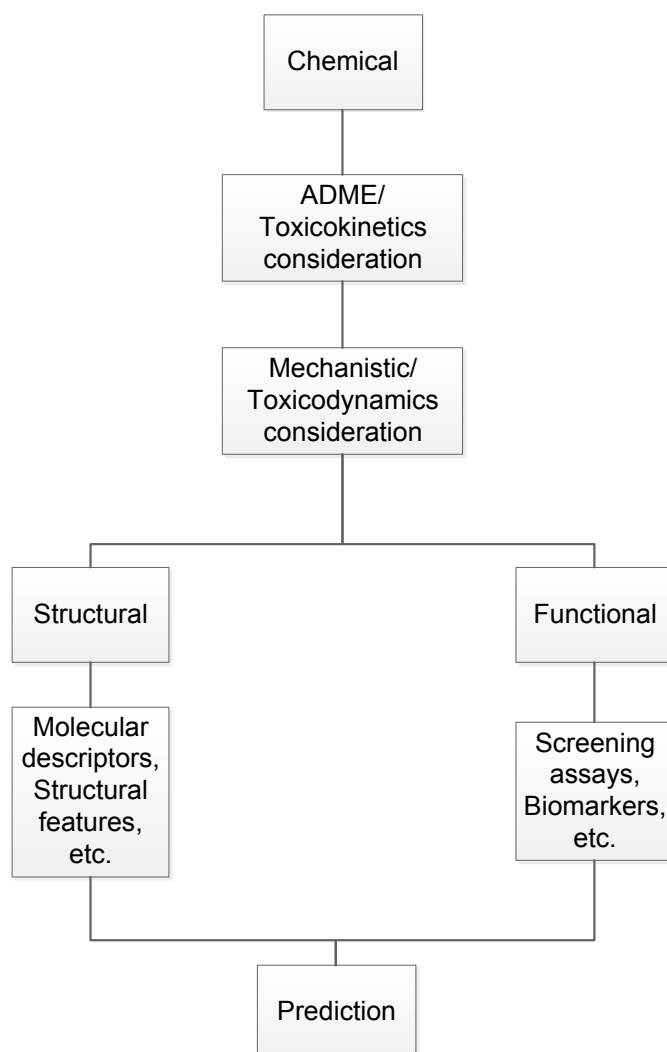 Chemical
ADME/
Toxicokinetics
consideration
Mechanistic/
Toxicodynamics
consideration
Structural
Functional
Molecular
descriptors,
Structural
features,
etc.
Screening
assays,
Biomarkers,
etc.
Prediction